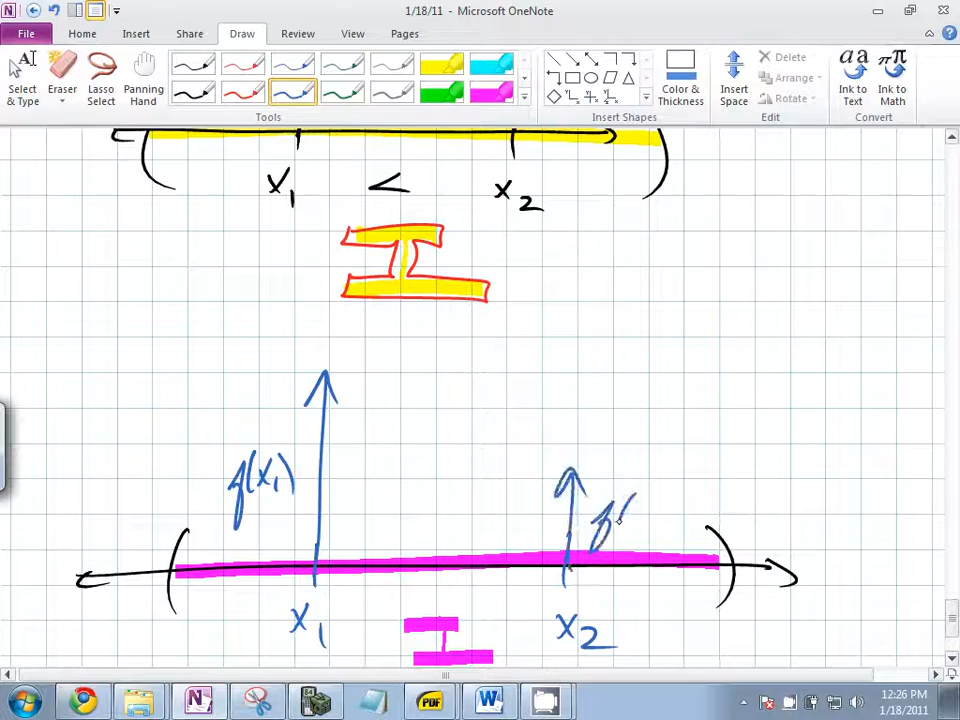 1/18/11 - Microsoft OneNote
File Home Insert Share Draw Review View Pages
Select & Type
Eraser
Lasso Select
Panning Hand
Color & Thickness
Insert Space
Delete
Arrange
Rotate
Ink to Text
Ink to Math
Tools
Insert Shapes
Edit
Convert
x₁ < x₂
I
f(x₁)
f(
x₁
x₂
I
12:26 PM
1/18/2011